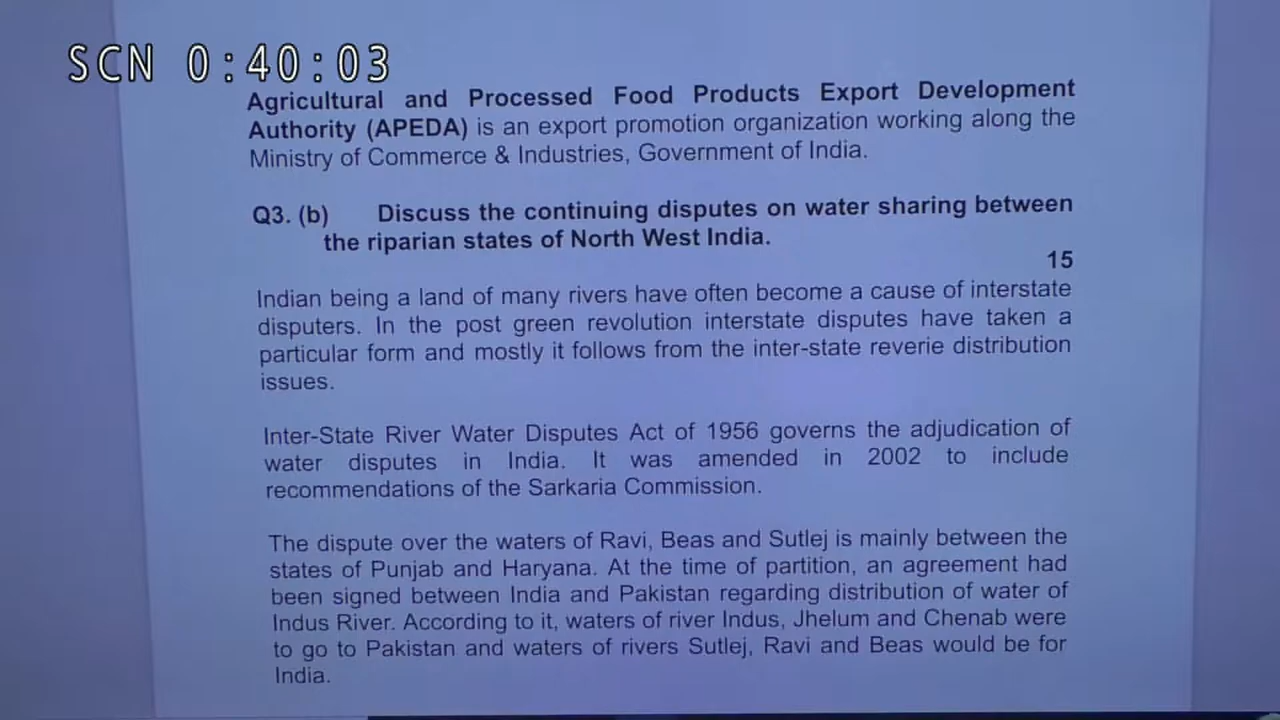 SCN 0:40:03
Agricultural and Processed Food Products Export Development
Authority (APEDA) is an export promotion organization working along the
Ministry of Commerce & Industries, Government of India.
Q3. (b) Discuss the continuing disputes on water sharing between
the riparian states of North West India.
15
Indian being a land of many rivers have often become a cause of interstate
disputers. In the post green revolution interstate disputes have taken a
particular form and mostly it follows from the inter-state reverie distribution
issues.
Inter-State River Water Disputes Act of 1956 governs the adjudication of
water disputes in India. It was amended in 2002 to include
recommendations of the Sarkaria Commission.
The dispute over the waters of Ravi, Beas and Sutlej is mainly between the
states of Punjab and Haryana. At the time of partition, an agreement had
been signed between India and Pakistan regarding distribution of water of
Indus River. According to it, waters of river Indus, Jhelum and Chenab were
to go to Pakistan and waters of rivers Sutlej, Ravi and Beas would be for
India.